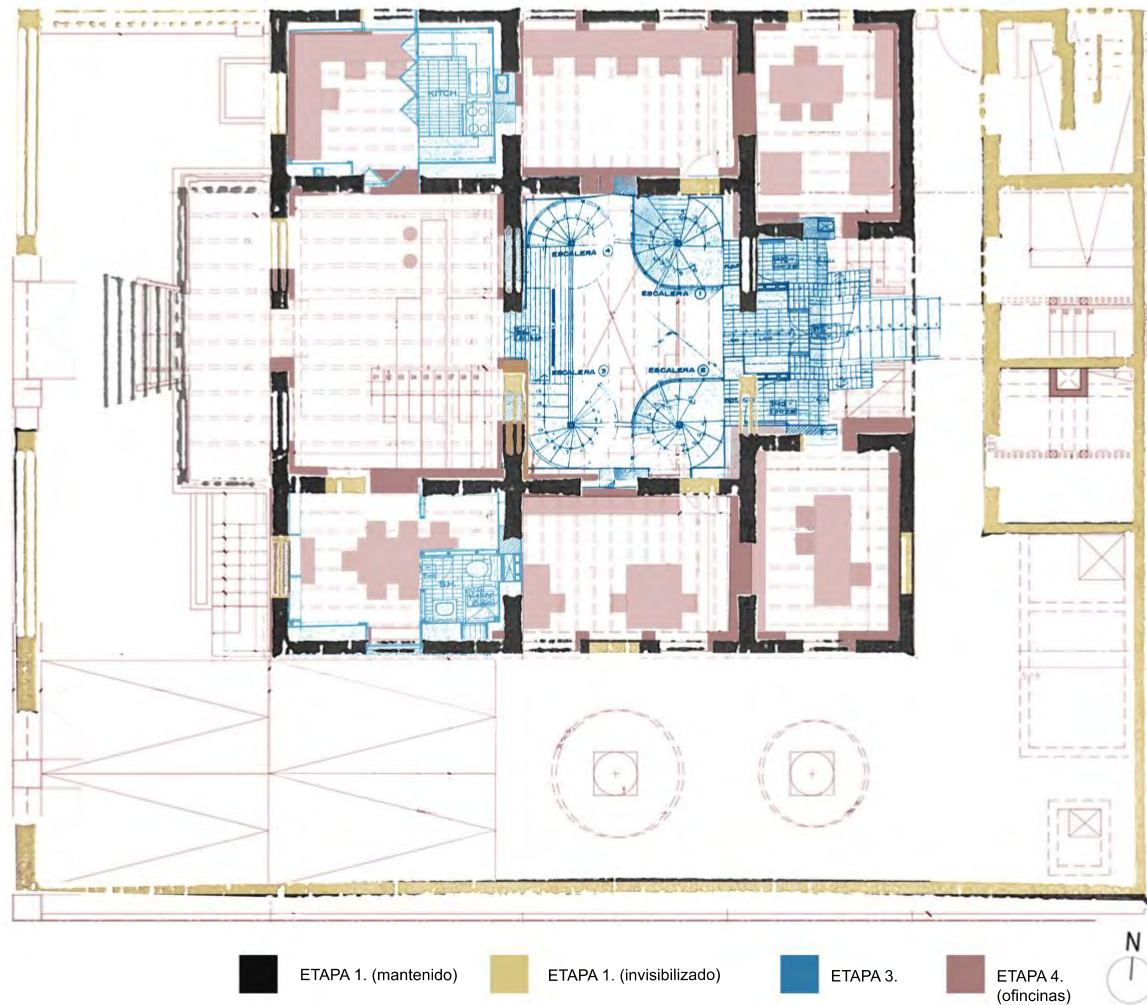 KITCH.
ESCALERA 4
ESCALERA 1
ESCALERA 3
ESCALERA 2
S.H.
N
ETAPA 1. (mantenido)
ETAPA 1. (invisibilizado)
ETAPA 3.
ETAPA 4.
(ofincinas)